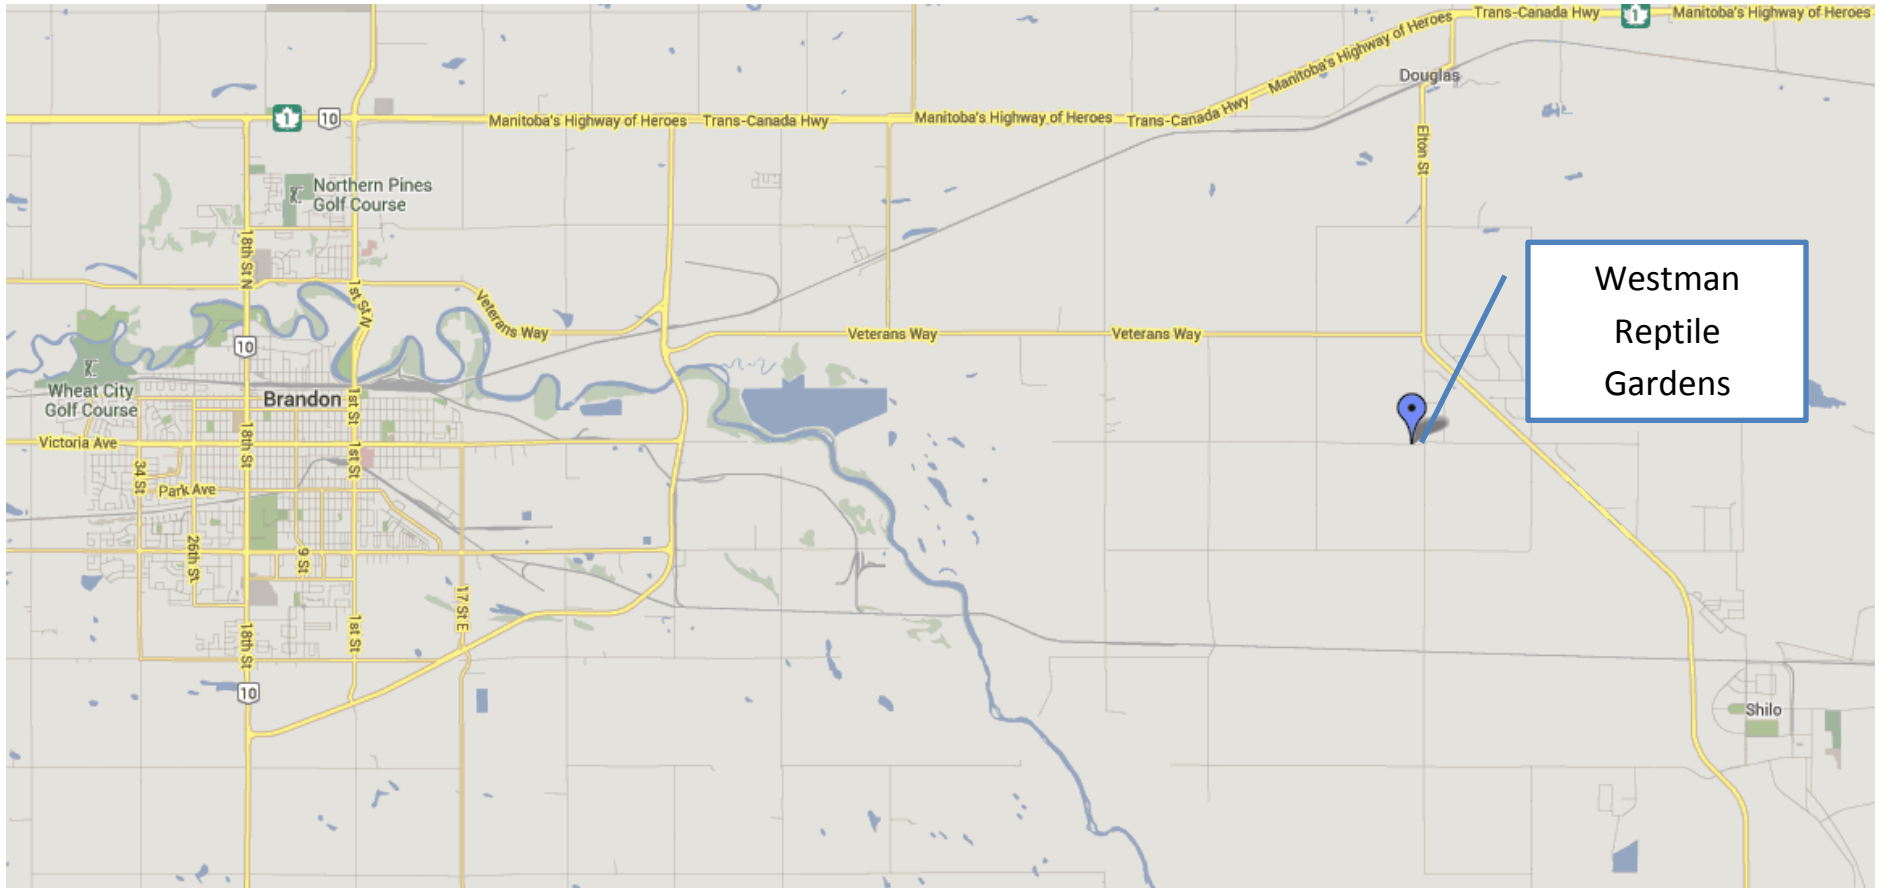 Trans-Canada Hwy
1
Manitoba's Highway of Heroes
Manitoba's Highway of Heroes
Douglas
1
10
Manitoba's Highway of Heroes
Trans-Canada Hwy
Manitoba's Highway of Heroes
Trans-Canada Hwy
Elton St
Northern Pines
Golf Course
18th St N
1st St N
Westman
Reptile
Gardens
Veterans Way
Veterans Way
Veterans Way
10
Wheat City
Golf Course
Brandon
1st St
Victoria Ave
18th St
1st St
34 St
Park Ave
26th St
9 St
17 St E
18th St
1st St
10
Shilo